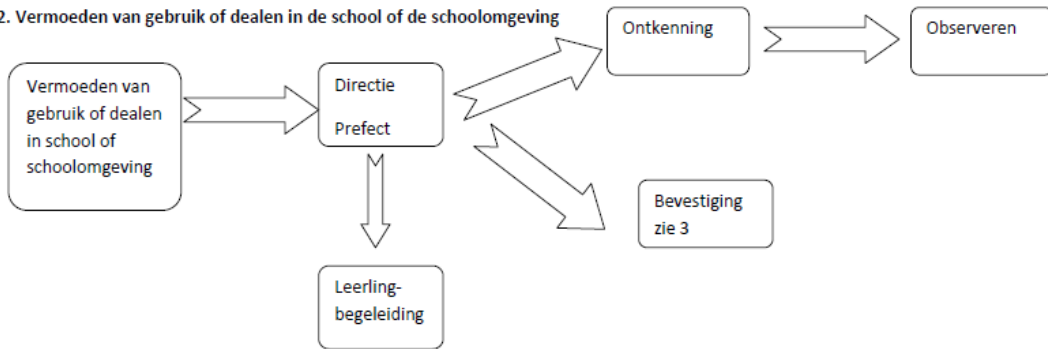 2. Vermoeden van gebruik of dealen in de school of de schoolomgeving
Vermoeden van
gebruik of dealen
in school of
schoolomgeving
Directie
Prefect
Ontkenning
Observeren
Bevestiging
zie 3
Leerling-
begeleiding